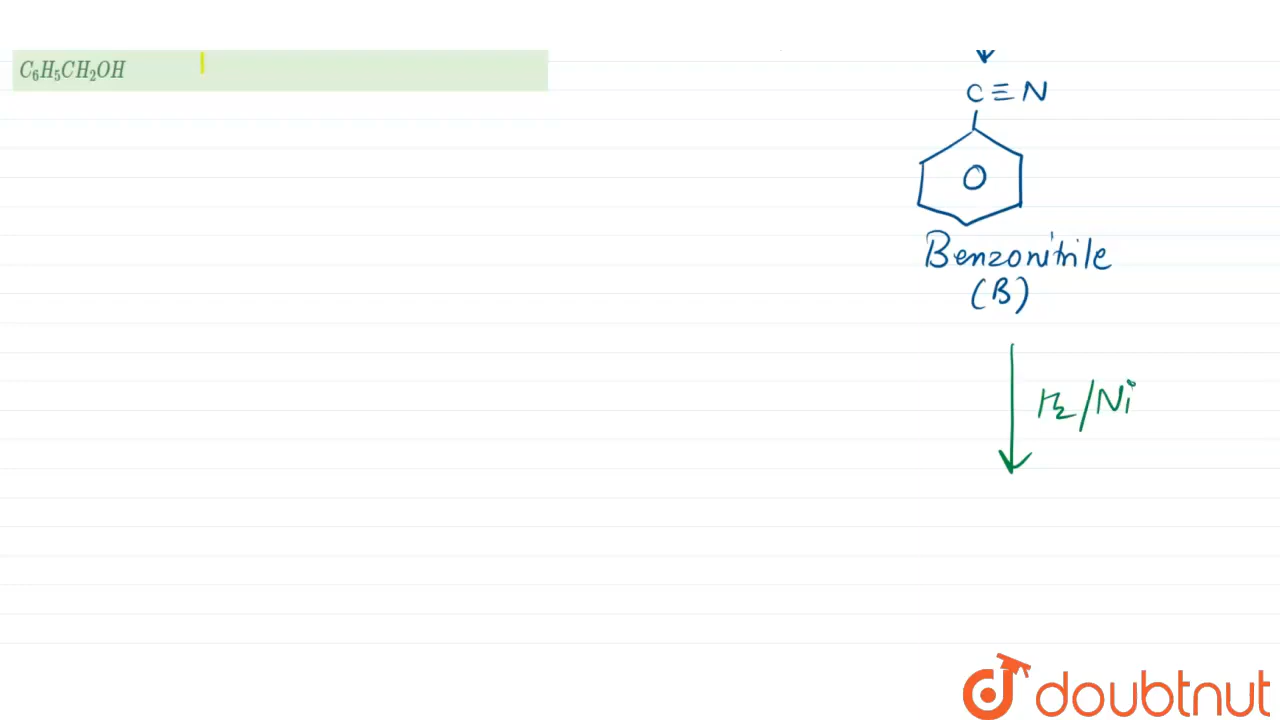 C₆H₅CH₂OH
C≡N
Benzonitrile
(B)
H₂/Ni
doubtnut